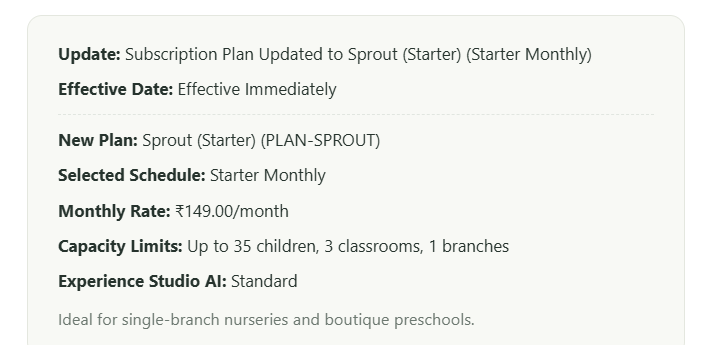 Update: Subscription Plan Updated to Sprout (Starter) (Starter Monthly)
Effective Date: Effective Immediately
New Plan: Sprout (Starter) (PLAN-SPROUT)
Selected Schedule: Starter Monthly
Monthly Rate: ₹149.00/month
Capacity Limits: Up to 35 children, 3 classrooms, 1 branches
Experience Studio AI: Standard
Ideal for single-branch nurseries and boutique preschools.